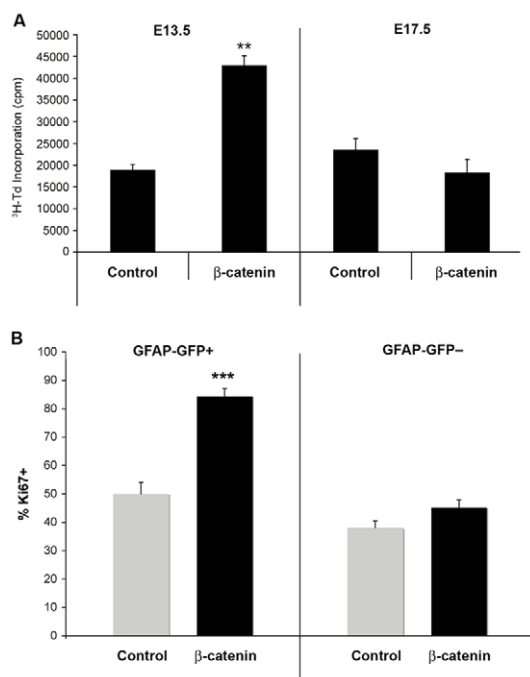 A
E13.5
E17.5
**
³H-Td Incorporation (cpm)
50000
45000
40000
35000
30000
25000
20000
15000
10000
5000
0
Control
β-catenin
Control
β-catenin
B
GFAP-GFP+
GFAP-GFP–
***
% Ki67+
100
90
80
70
60
50
40
30
20
10
0
Control
β-catenin
Control
β-catenin